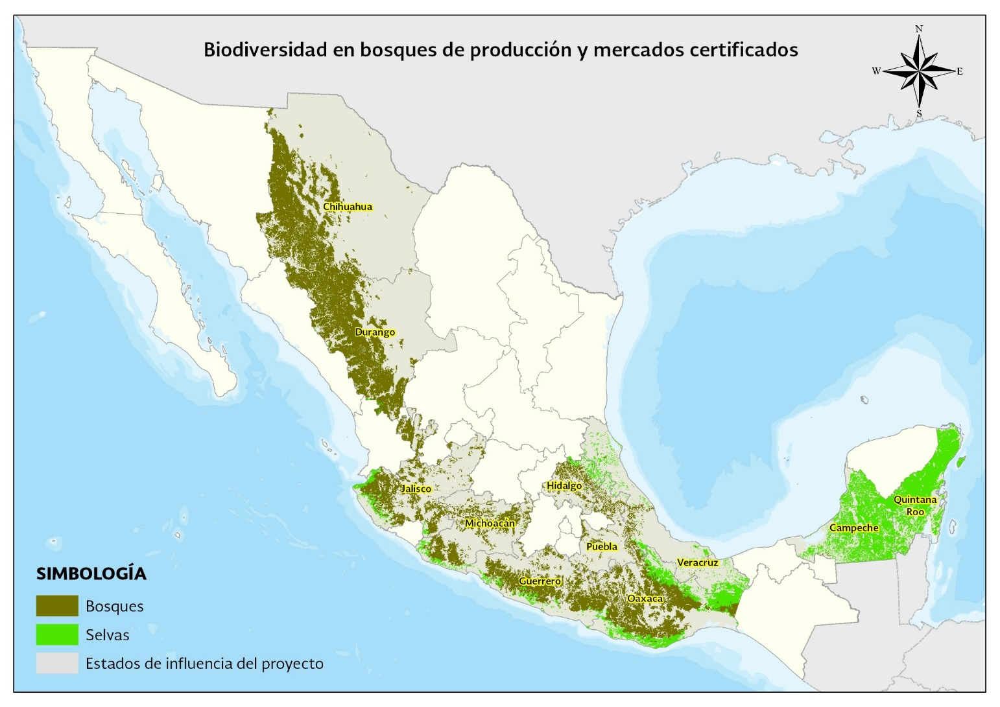 Biodiversidad en bosques de producción y mercados certificados
N
W
E
S
Chihuahua
Durango
Jalisco
Hidalgo
Michoacán
Puebla
Veracruz
Guerrero
Oaxaca
Quintana
Roo
Campeche
SIMBOLOGÍA
Bosques
Selvas
Estados de influencia del proyecto